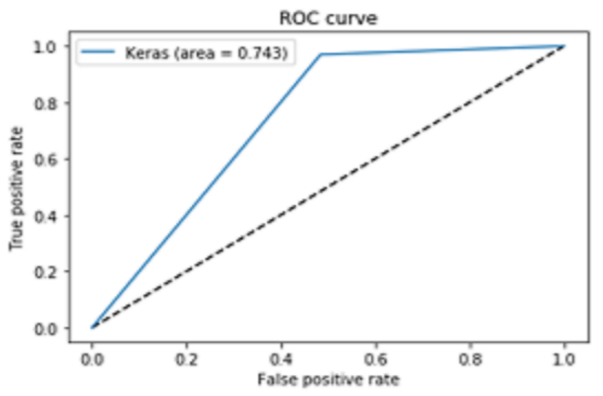 ROC curve
Keras (area = 0.743)
True positive rate
1.0
0.8
0.6
0.4
0.2
0.0
0.0 0.2 0.4 0.6 0.8 1.0
False positive rate